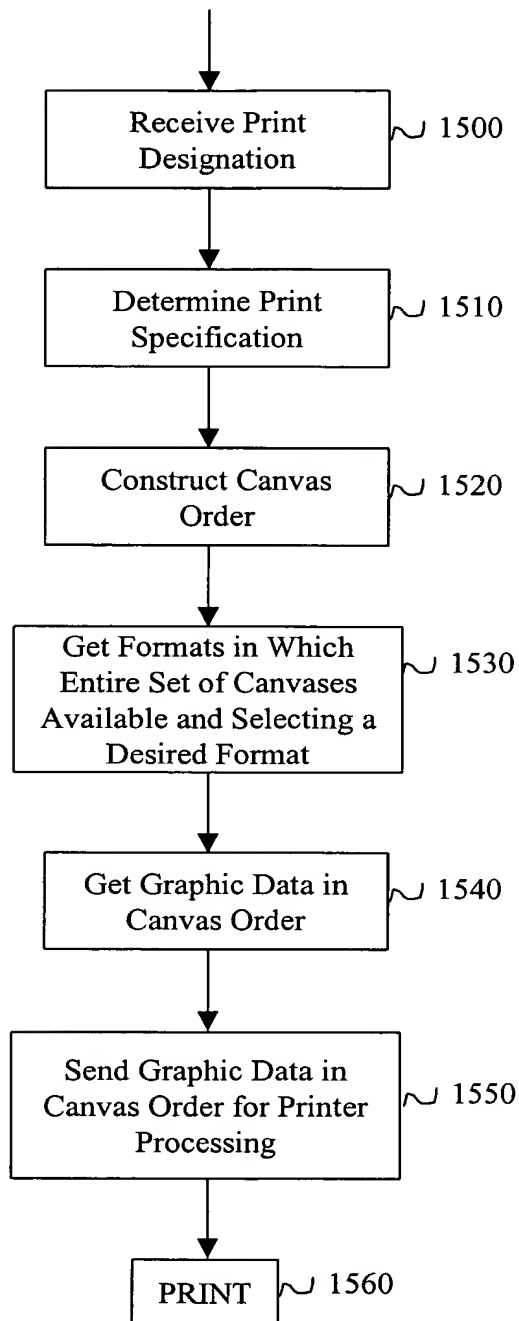 Receive Print
Designation
1500
Determine Print
Specification
1510
Construct Canvas
Order
1520
Get Formats in Which
Entire Set of Canvases
Available and Selecting a
Desired Format
1530
Get Graphic Data in
Canvas Order
1540
Send Graphic Data in
Canvas Order for Printer
Processing
1550
PRINT
1560